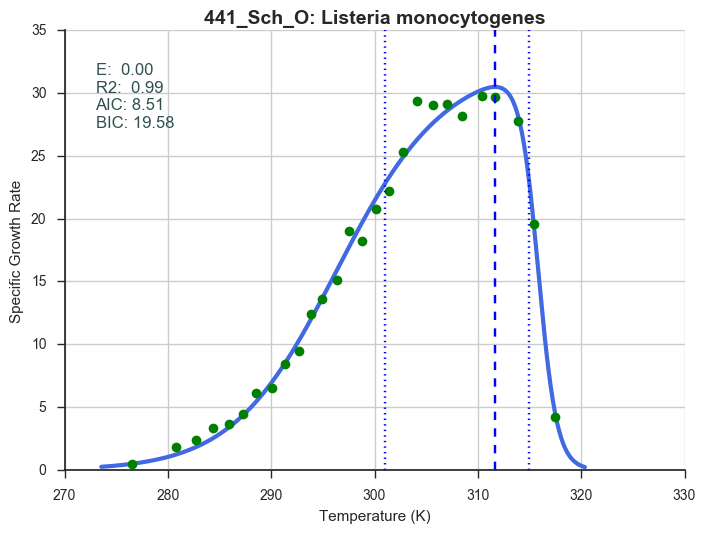 441_Sch_O: Listeria monocytogenes
35
30
25
20
15
10
5
0
E:  0.00
R2:  0.99
AIC: 8.51
BIC: 19.58
Specific Growth Rate
270
280
290
300
310
320
330
Temperature (K)